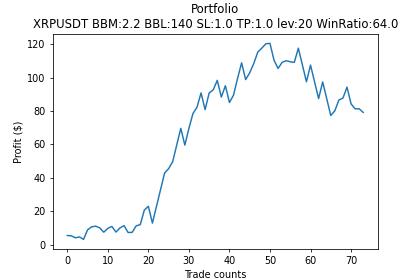 Portfolio
XRPUSDT BBM:2.2 BBL:140 SL:1.0 TP:1.0 lev:20 WinRatio:64.0
120
100
80
60
40
20
0
Profit ($)
0 10 20 30 40 50 60 70
Trade counts